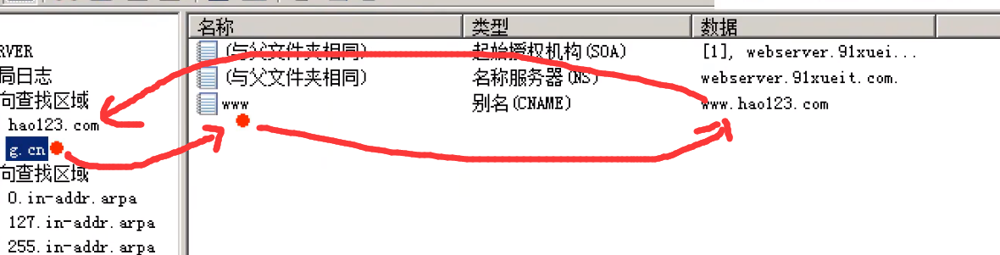 名称 类型 数据
RVER
(与父文件夹相同) 起始授权机构(SOA) [1], webserver.91xuei...
局日志
(与父文件夹相同) 名称服务器(NS) webserver.91xueit.com.
向查找区域
www 别名(CNAME) www.hao123.com
hao123.com
g.cn
向查找区域
0.in-addr.arpa
127.in-addr.arpa
255.in-addr.arpa